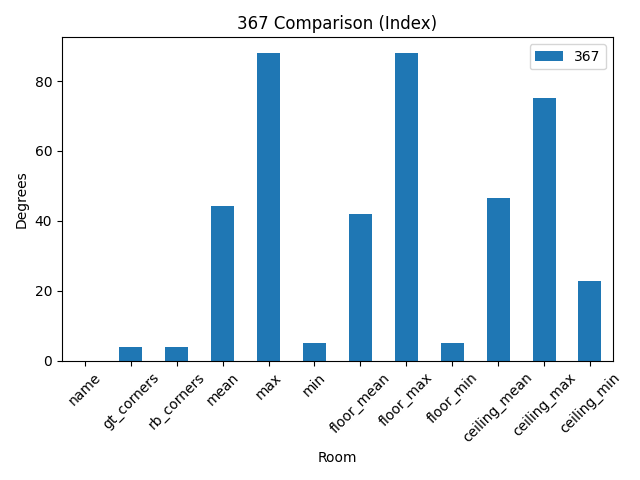 367 Comparison (Index)
367
Degrees
80
60
40
20
0
name
gt_corners
rb_corners
mean
max
min
floor_mean
floor_max
floor_min
ceiling_mean
ceiling_max
ceiling_min
Room